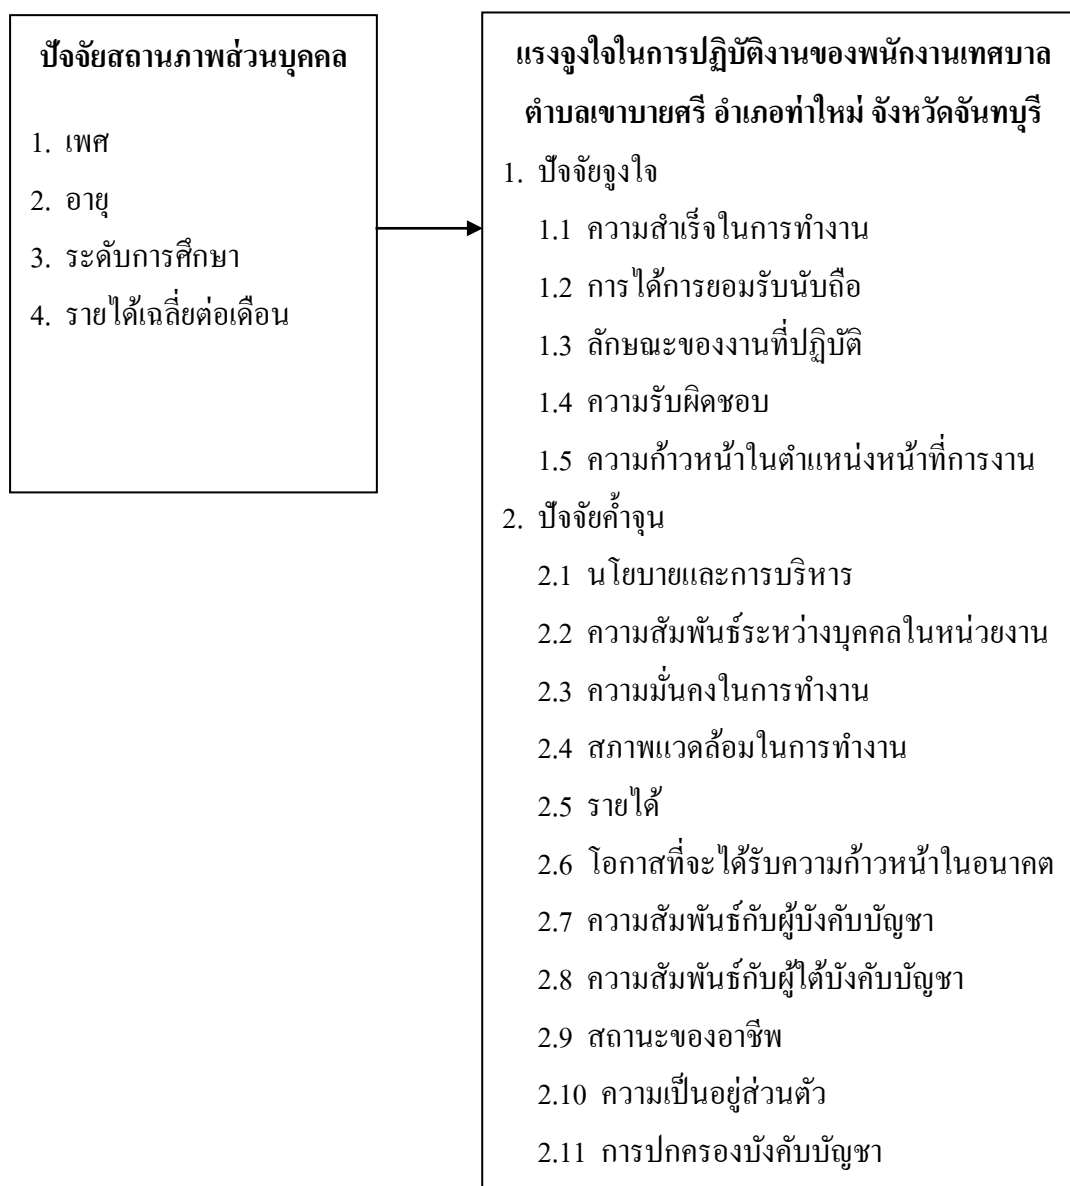 ปัจจัยสถานภาพส่วนบุคคล
1. เพศ
2. อายุ
3. ระดับการศึกษา
4. รายได้เฉลี่ยต่อเดือน
แรงจูงใจในการปฏิบัติงานของพนักงานเทศบาล
ตำบลเขาบายศรี อำเภอท่าใหม่ จังหวัดจันทบุรี
1. ปัจจัยจูงใจ
1.1 ความสำเร็จในการทำงาน
1.2 การได้การยอมรับนับถือ
1.3 ลักษณะของงานที่ปฏิบัติ
1.4 ความรับผิดชอบ
1.5 ความก้าวหน้าในตำแหน่งหน้าที่การงาน
2. ปัจจัยค้ำจุน
2.1 นโยบายและการบริหาร
2.2 ความสัมพันธ์ระหว่างบุคคลในหน่วยงาน
2.3 ความมั่นคงในการทำงาน
2.4 สภาพแวดล้อมในการทำงาน
2.5 รายได้
2.6 โอกาสที่จะได้รับความก้าวหน้าในอนาคต
2.7 ความสัมพันธ์กับผู้บังคับบัญชา
2.8 ความสัมพันธ์กับผู้ใต้บังคับบัญชา
2.9 สถานะของอาชีพ
2.10 ความเป็นอยู่ส่วนตัว
2.11 การปกครองบังคับบัญชา